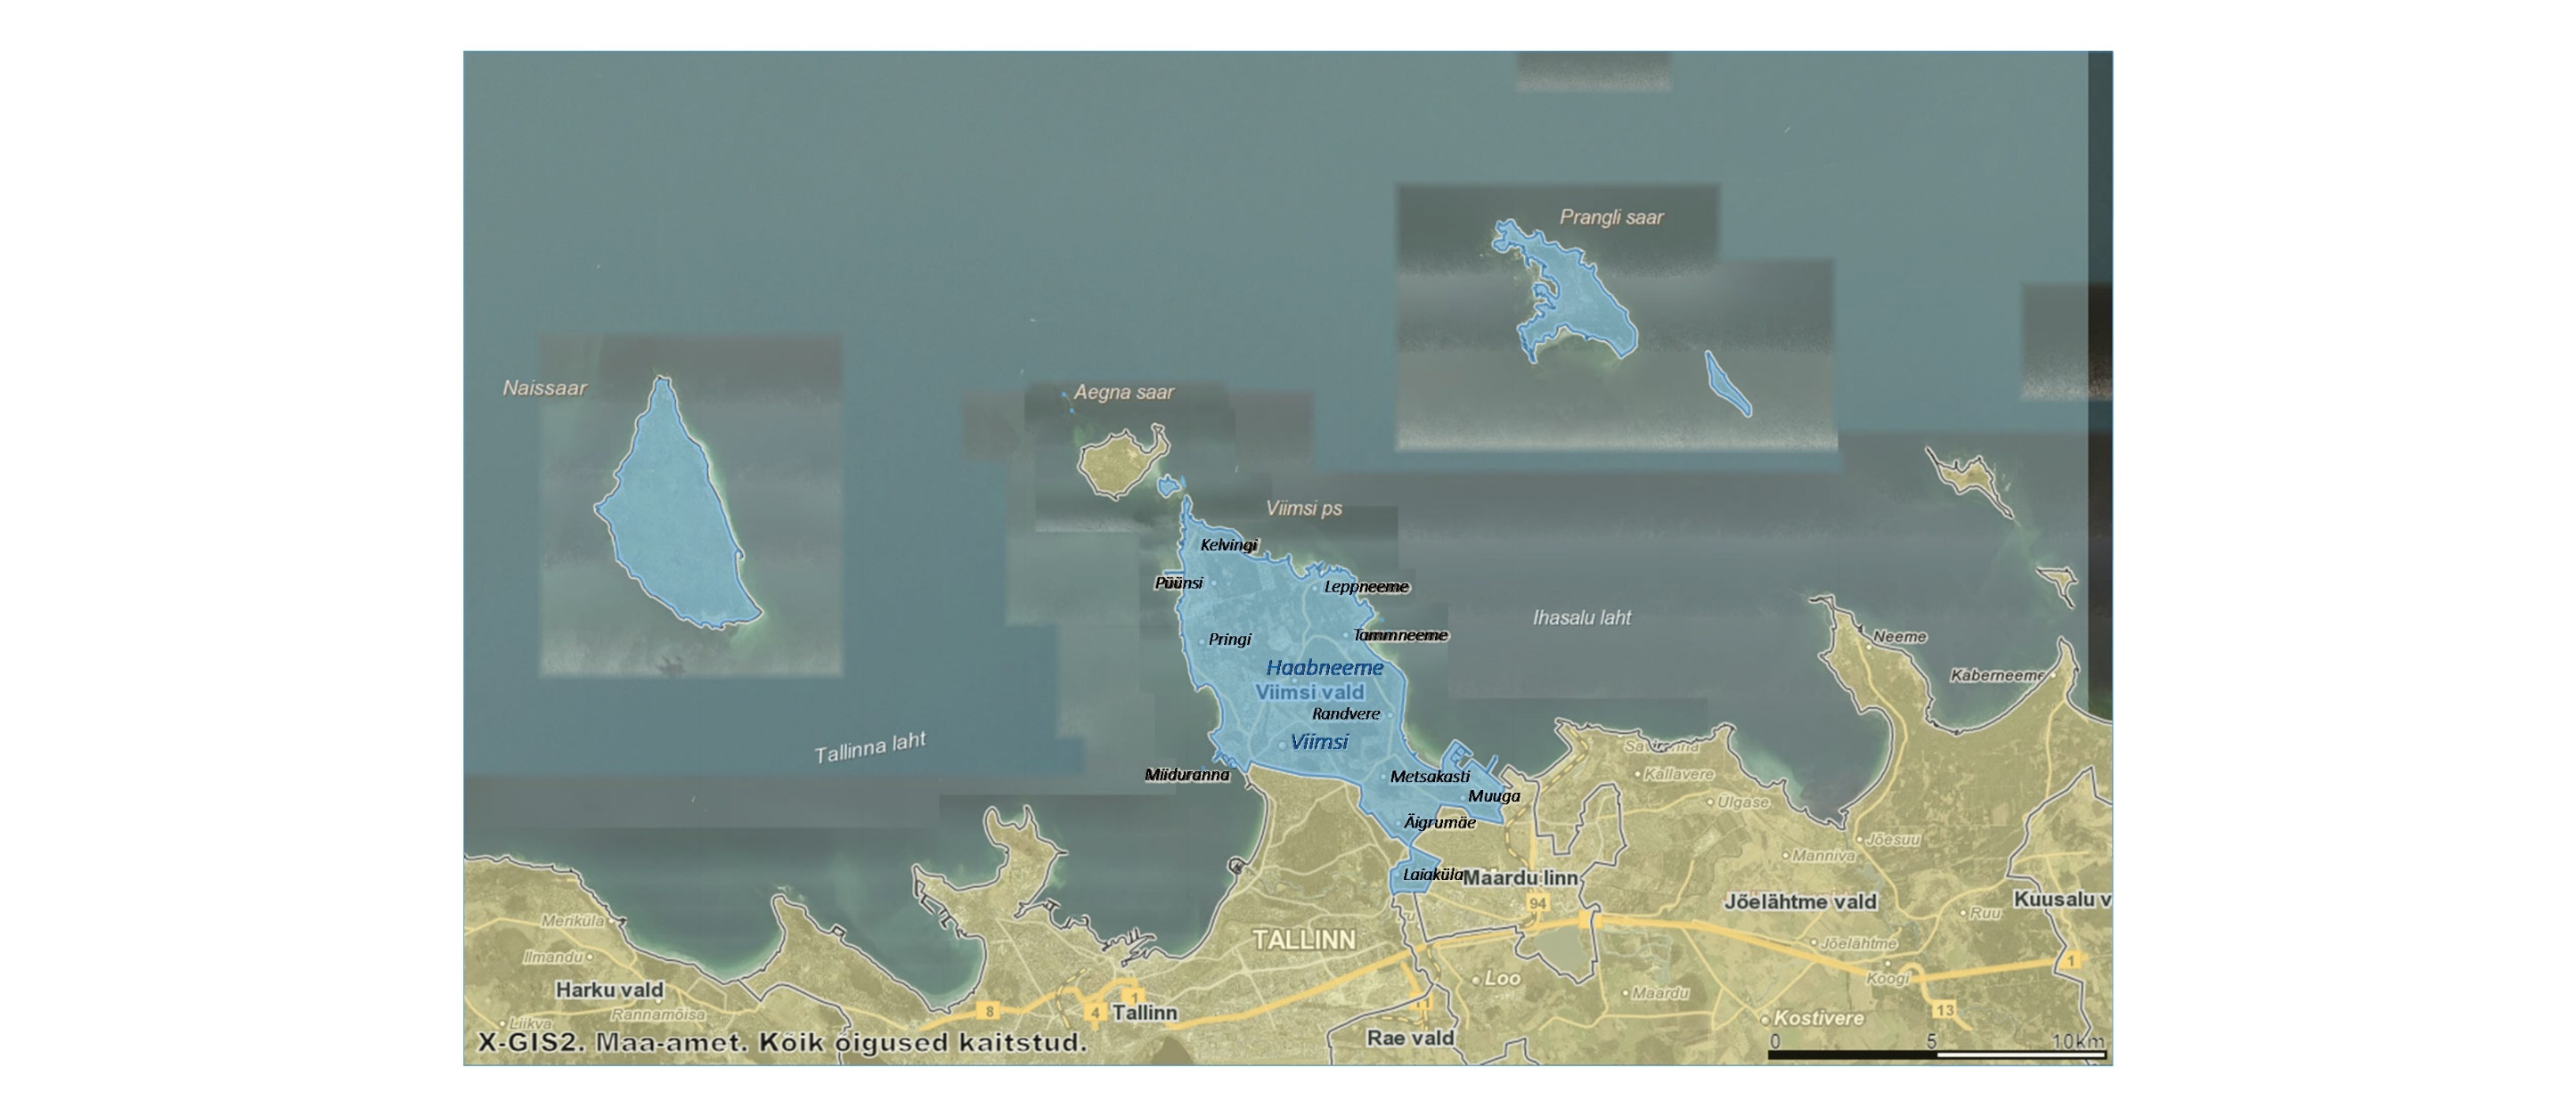 Prangli saar
Naissaar
Aegna saar
Viimsi ps
Kelvingi
Püünsi
Leppneeme
Ihasalu laht
Tammneeme
Neeme
Pringi
Haabneeme
Kaberneeme
Viimsi vald
Randvere
Tallinna laht
Viimsi
Miiduranna
Metsakasti
Kallavere
Muuga
Ülgase
Äigrumäe
Jõesuu
Manniva
Laiaküla
Maardu linn
94
Jõelähtme vald
Kuusalu v
Meriküla
Ruu
TALLINN
Jõelähtme
Ilmandu
1
Loo
Koogi
Harku vald
Maardu
1
11
8
4
Tallinn
13
Rannamõisa
Kostivere
Liikva
X-GIS2. Maa-amet. Kõik õigused kaitstud.
Rae vald
0 5 10km